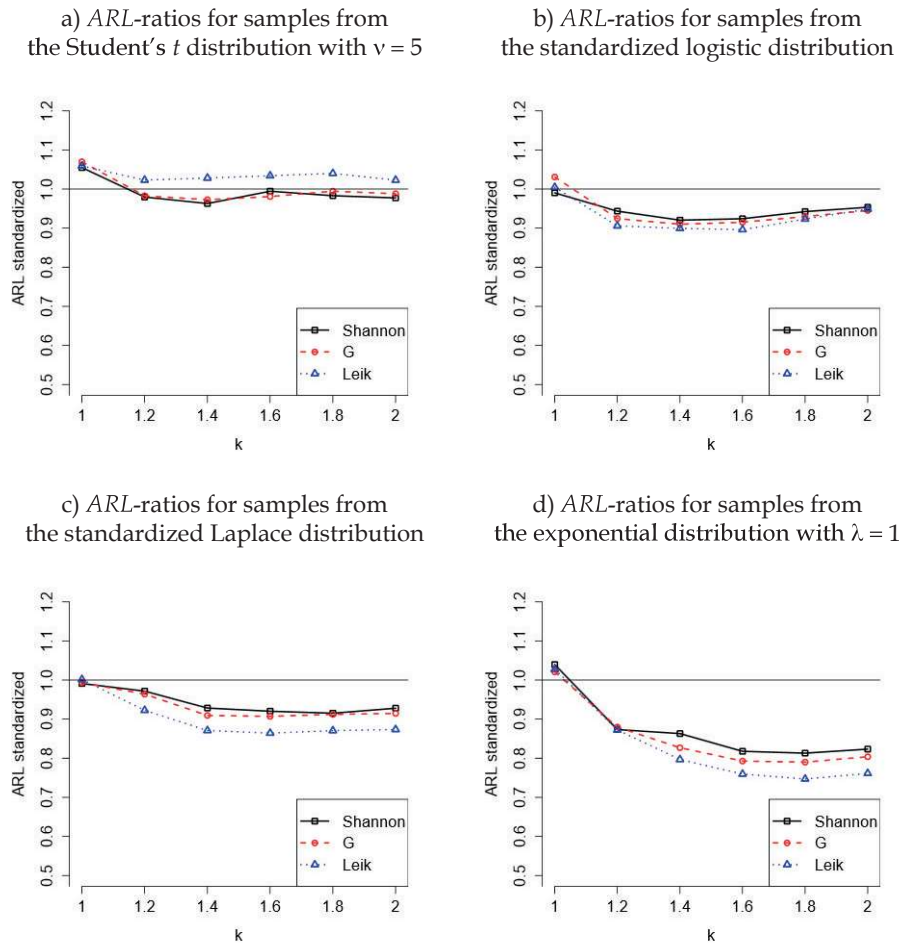 a) ARL-ratios for samples from
the Student's t distribution with ν = 5
ARL standardized
1.2
1.1
1.0
0.9
0.8
0.7
0.6
0.5
Shannon
G
Leik
1 1.2 1.4 1.6 1.8 2
k
b) ARL-ratios for samples from
the standardized logistic distribution
ARL standardized
1.2
1.1
1.0
0.9
0.8
0.7
0.6
0.5
Shannon
G
Leik
1 1.2 1.4 1.6 1.8 2
k
c) ARL-ratios for samples from
the standardized Laplace distribution
ARL standardized
1.2
1.1
1.0
0.9
0.8
0.7
0.6
0.5
Shannon
G
Leik
1 1.2 1.4 1.6 1.8 2
k
d) ARL-ratios for samples from
the exponential distribution with λ = 1
ARL standardized
1.2
1.1
1.0
0.9
0.8
0.7
0.6
0.5
Shannon
G
Leik
1 1.2 1.4 1.6 1.8 2
k